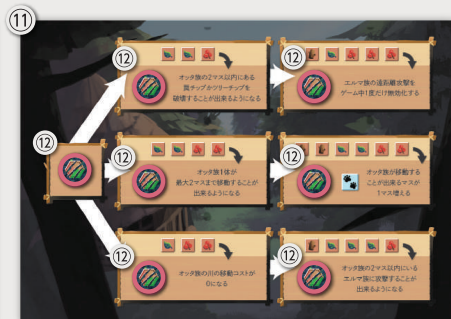 ⑪
⑫
オッタ族の2マス以内にある
罠チップかツリーチップを
破壊することが出来るようになる
⑫
エルマ族の遠距離攻撃を
ゲーム中1度だけ無効化する
⑫
⑫
オッタ族1体が
最大2マスまで移動することが
出来るようになる
⑫
オッタ族が移動する
ことが出来るマスが
1マス増える
⑫
オッタ族の川の移動コストが
0になる
⑫
オッタ族の2マス以内にいる
エルマ族に攻撃することが
出来るようになる